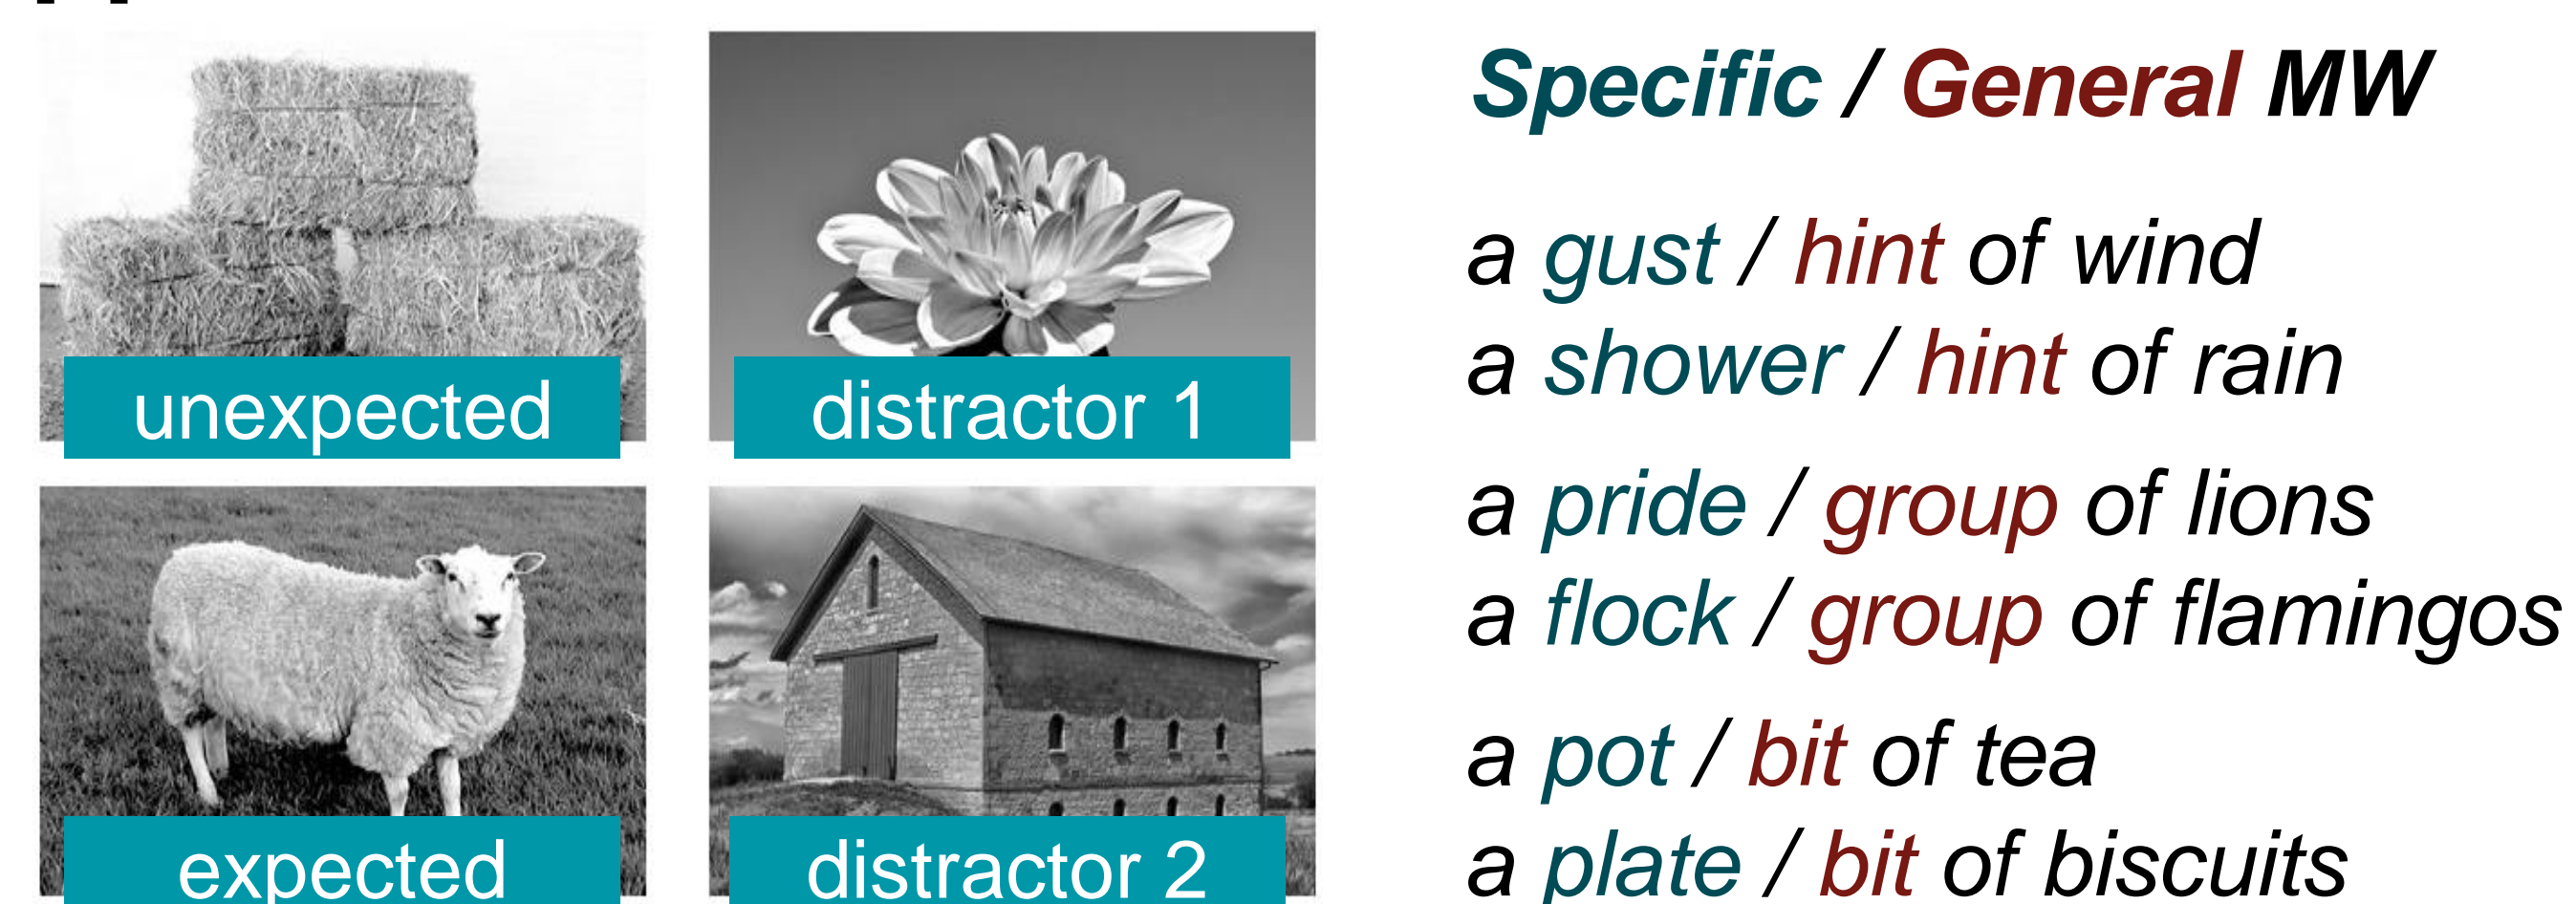 unexpected
distractor 1
expected
distractor 2
Specific / General MW
a gust / hint of wind
a shower / hint of rain
a pride / group of lions
a flock / group of flamingos
a pot / bit of tea
a plate / bit of biscuits